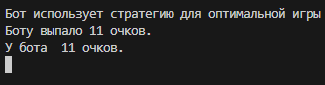 Бот использует стратегию для оптимальной игры
Боту выпало 11 очков.
У бота  11 очков.